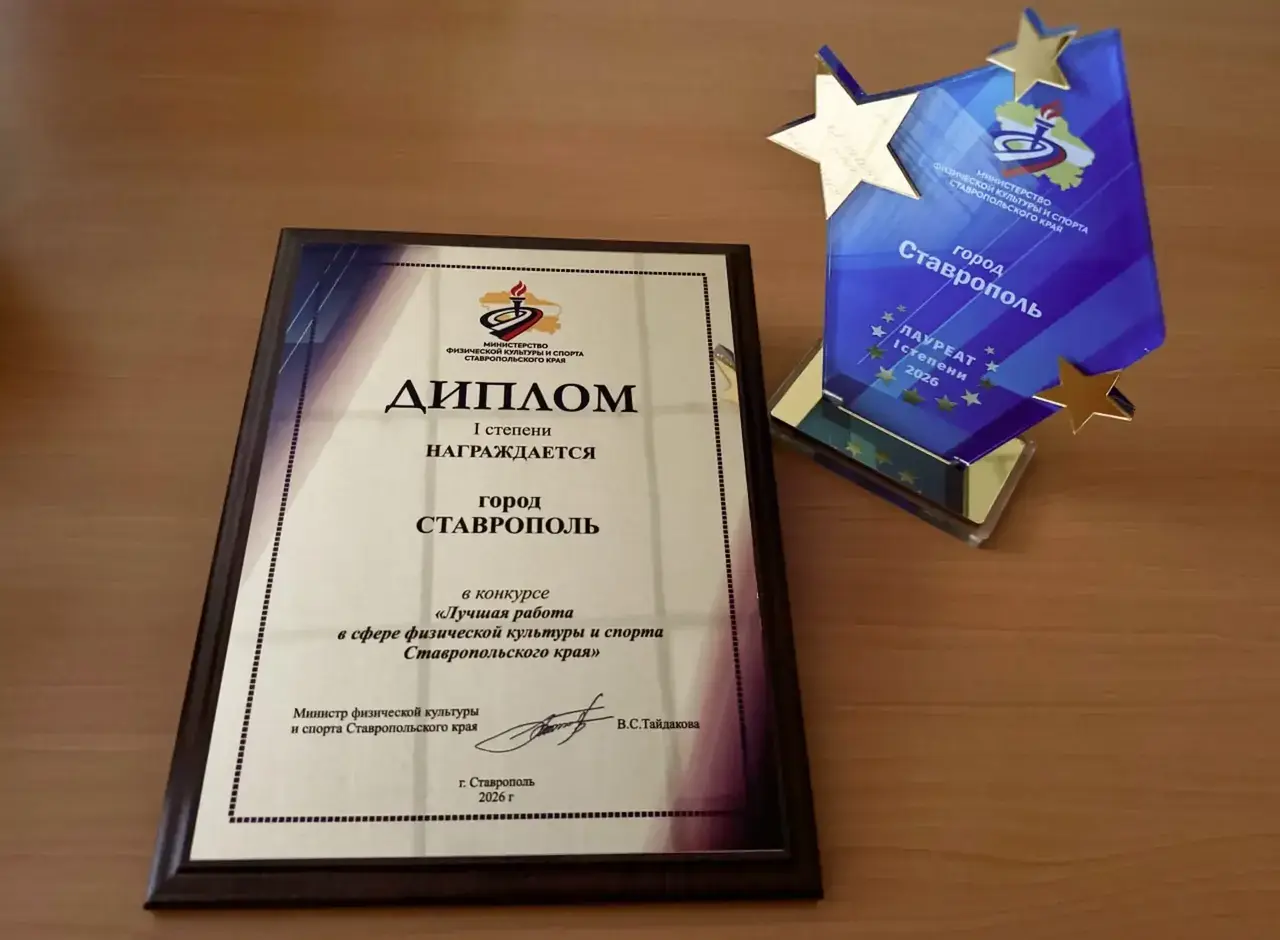 МИНИСТЕРСТВО
ФИЗИЧЕСКОЙ КУЛЬТУРЫ И СПОРТА
СТАВРОПОЛЬСКОГО КРАЯ
ДИПЛОМ
I степени
НАГРАЖДАЕТСЯ
город
СТАВРОПОЛЬ
в конкурсе
«Лучшая работа
в сфере физической культуры и спорта
Ставропольского края»
Министр физической культуры
и спорта Ставропольского края
В.С.Тайдакова
г. Ставрополь
2026 г
МИНИСТЕРСТВО
ФИЗИЧЕСКОЙ КУЛЬТУРЫ И СПОРТА
СТАВРОПОЛЬСКОГО КРАЯ
город
Ставрополь
ЛАУРЕАТ
I степени
2026